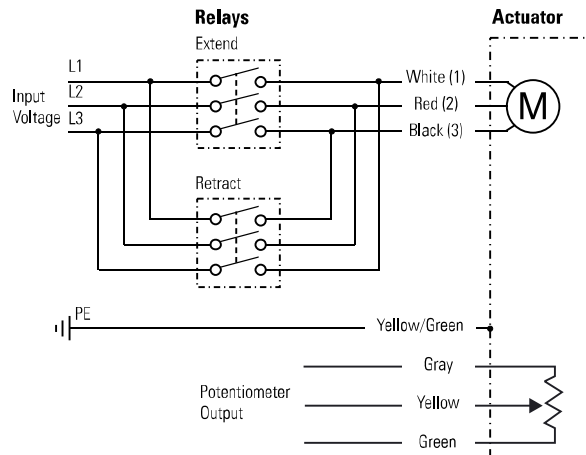 Relays
Actuator
Extend
L1
White (1)
Input
Voltage
L2
Red (2)
M
L3
Black (3)
Retract
PE
Yellow/Green
Gray
Potentiometer
Output
Yellow
Green